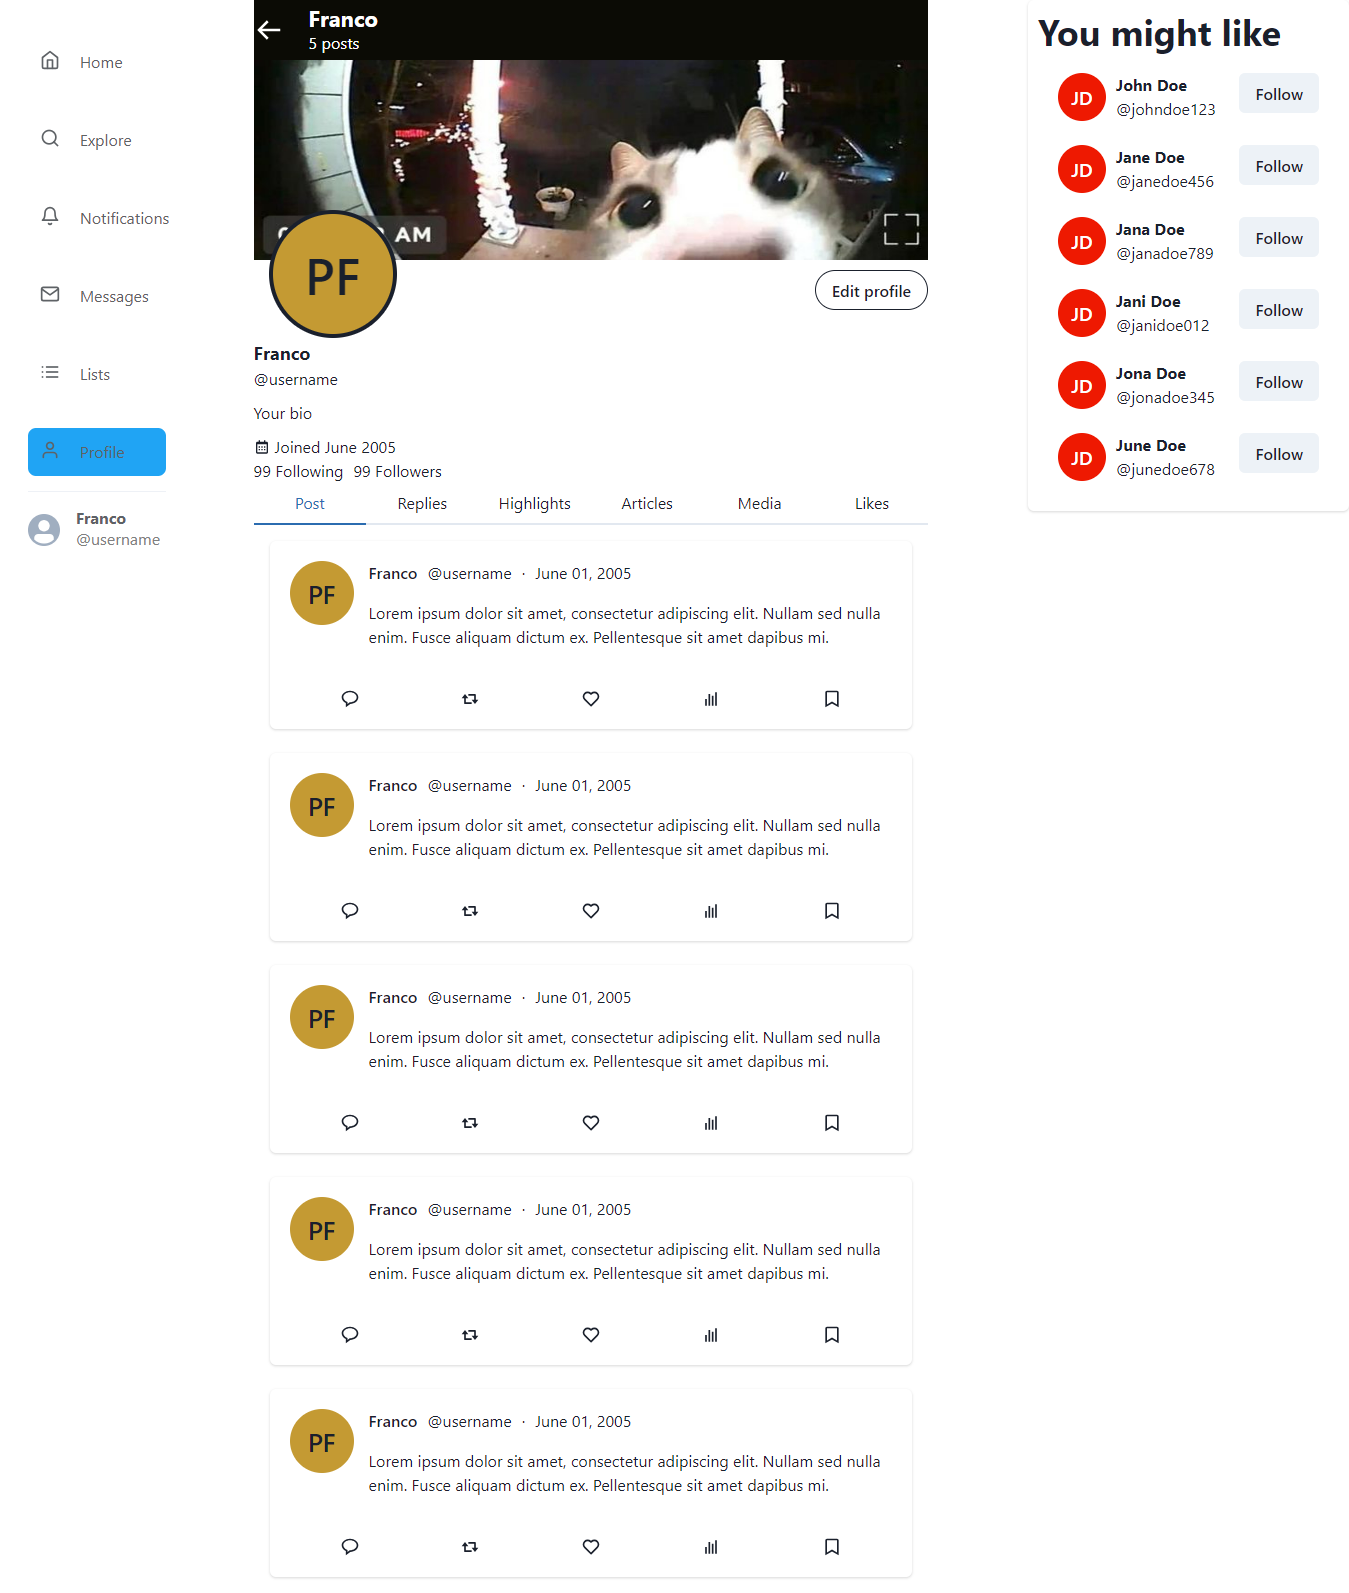 Home
Explore
Notifications
Messages
Lists
Profile
Franco
@username
Franco
5 posts
AM
PF
Edit profile
Franco
@username
Your bio
Joined June 2005
99 Following 99 Followers
Post Replies Highlights Articles Media Likes
PF
Franco @username · June 01, 2005
Lorem ipsum dolor sit amet, consectetur adipiscing elit. Nullam sed nulla
enim. Fusce aliquam dictum ex. Pellentesque sit amet dapibus mi.
PF
Franco @username · June 01, 2005
Lorem ipsum dolor sit amet, consectetur adipiscing elit. Nullam sed nulla
enim. Fusce aliquam dictum ex. Pellentesque sit amet dapibus mi.
PF
Franco @username · June 01, 2005
Lorem ipsum dolor sit amet, consectetur adipiscing elit. Nullam sed nulla
enim. Fusce aliquam dictum ex. Pellentesque sit amet dapibus mi.
PF
Franco @username · June 01, 2005
Lorem ipsum dolor sit amet, consectetur adipiscing elit. Nullam sed nulla
enim. Fusce aliquam dictum ex. Pellentesque sit amet dapibus mi.
PF
Franco @username · June 01, 2005
Lorem ipsum dolor sit amet, consectetur adipiscing elit. Nullam sed nulla
enim. Fusce aliquam dictum ex. Pellentesque sit amet dapibus mi.
You might like
JD
John Doe
@johndoe123
Follow
JD
Jane Doe
@janedoe456
Follow
JD
Jana Doe
@janadoe789
Follow
JD
Jani Doe
@janidoe012
Follow
JD
Jona Doe
@jonadoe345
Follow
JD
June Doe
@junedoe678
Follow